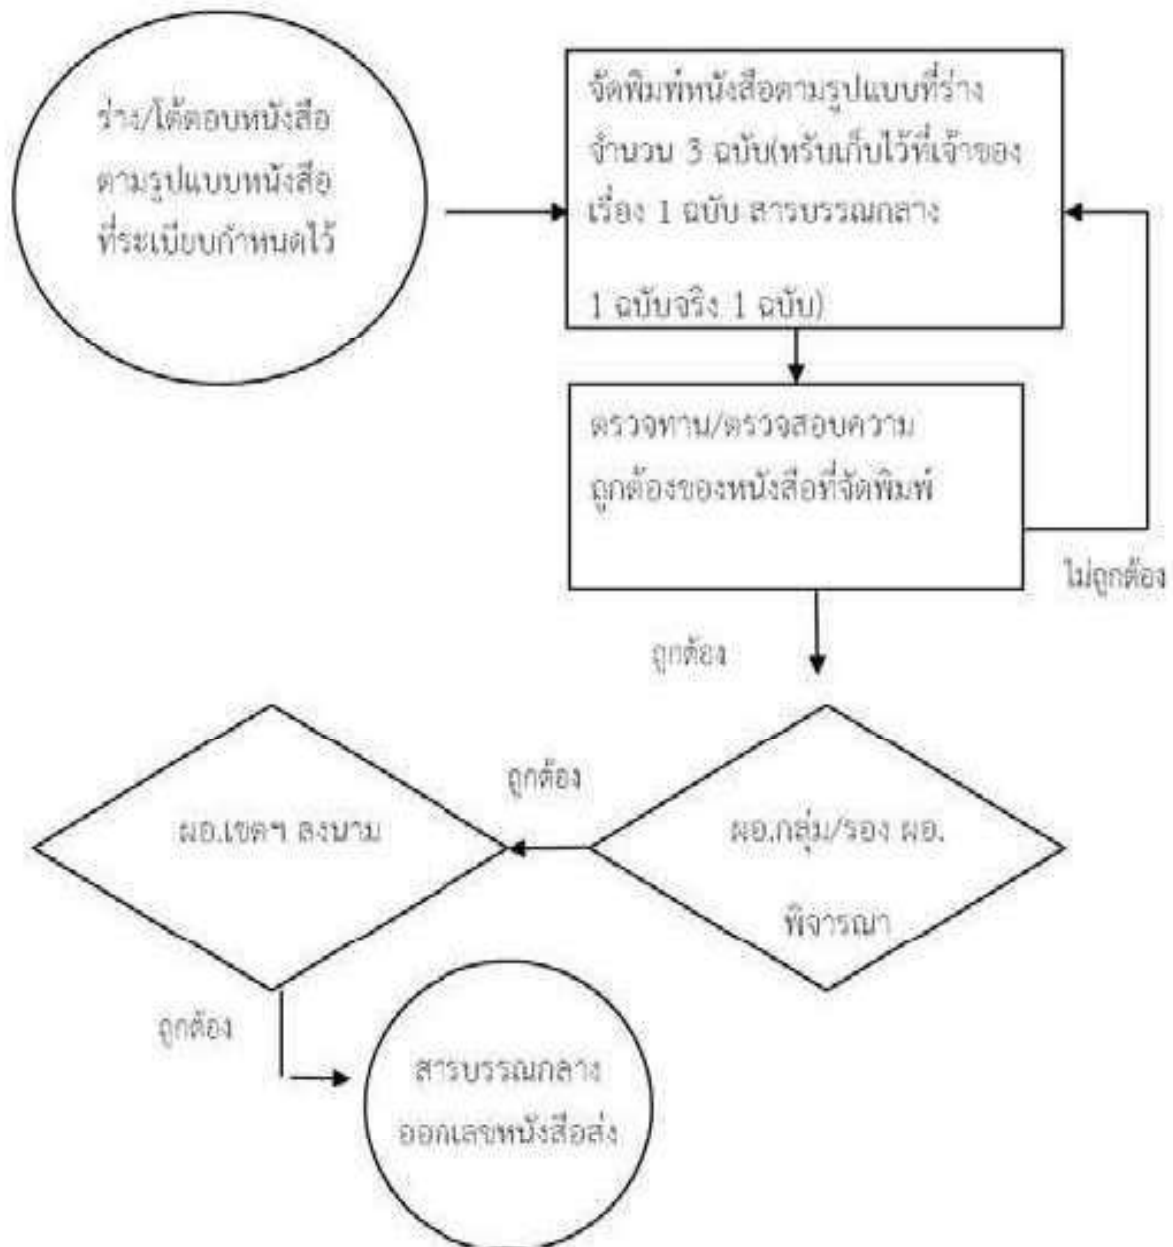 ร่าง/โต้ตอบหนังสือ
ตามรูปแบบหนังสือ
ที่ระเบียบกำหนดไว้
จัดพิมพ์หนังสือตามรูปแบบที่ร่าง
จำนวน 3 ฉบับ(หรับเก็บไว้ที่เจ้าของ
เรื่อง 1 ฉบับ สารบรรณกลาง
1 ฉบับจริง 1 ฉบับ)
ตรวจทาน/ตรวจสอบความ
ถูกต้องของหนังสือที่จัดพิมพ์
ไม่ถูกต้อง
ถูกต้อง
ผอ.กลุ่ม/รอง ผอ.
พิจารณา
ถูกต้อง
ผอ.เขตฯ ลงนาม
ถูกต้อง
สารบรรณกลาง
ออกเลขหนังสือส่ง